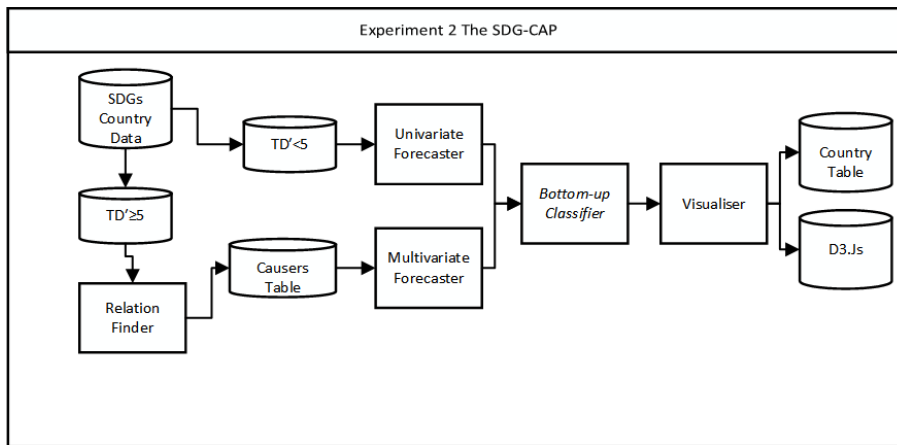 Experiment 2 The SDG-CAP
SDGs
Country
Data
TD'<5
Univariate
Forecaster
TD'≥5
Relation
Finder
Causers
Table
Multivariate
Forecaster
Bottom-up
Classifier
Visualiser
Country
Table
D3.Js